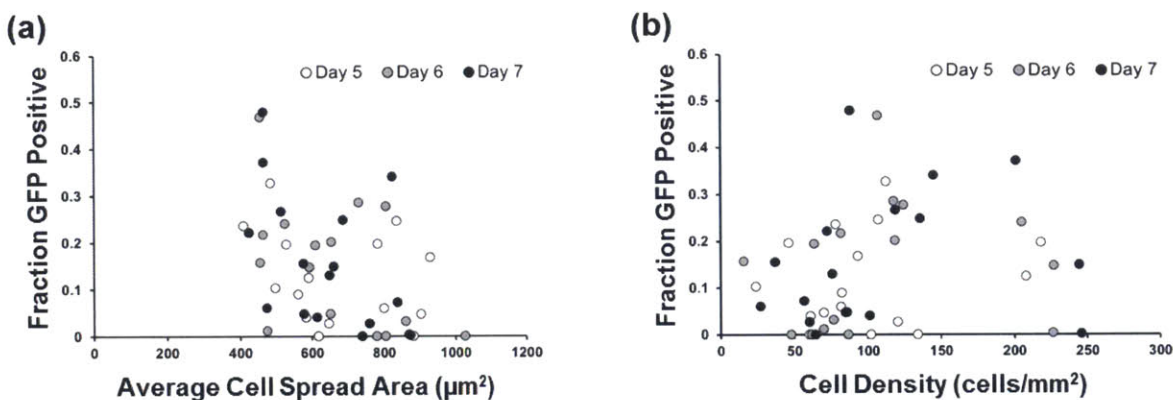 (a)
Fraction GFP Positive
0.6
0.5
0.4
0.3
0.2
0.1
0
Day 5 Day 6 Day 7
0 200 400 600 800 1000 1200
Average Cell Spread Area (µm²)
(b)
Fraction GFP Positive
0.6
0.5
0.4
0.3
0.2
0.1
0
Day 5 Day 6 Day 7
0 50 100 150 200 250 300
Cell Density (cells/mm²)